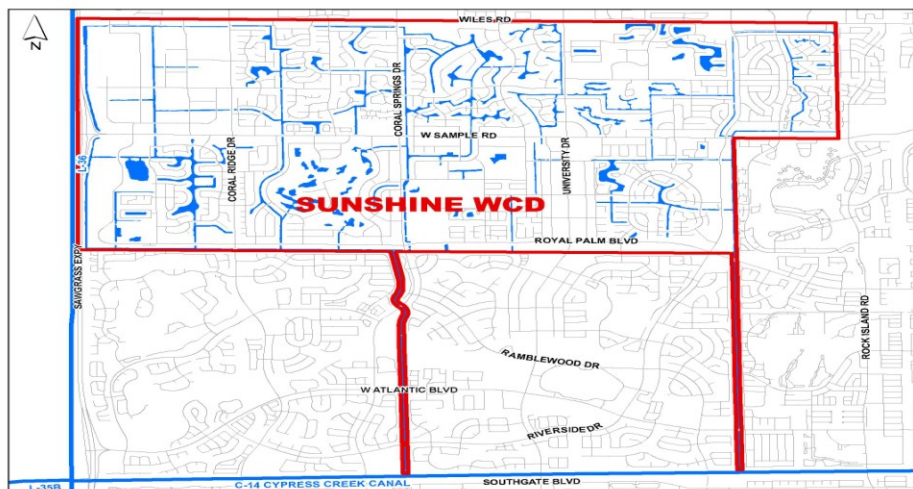 WILES RD
N
CORAL SPRINGS DR
W SAMPLE RD
L-36
CORAL RIDGE DR
UNIVERSITY DR
SUNSHINE WCD
ROYAL PALM BLVD
SAWGRASS EXPY
ROCK ISLAND RD
RAMBLEWOOD DR
W ATLANTIC BLVD
RIVERSIDE DR
L-35B
C-14 CYPRESS CREEK CANAL
SOUTHGATE BLVD